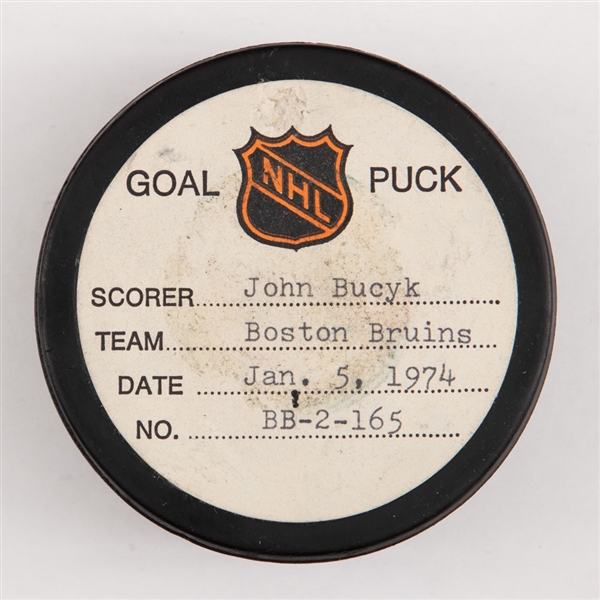 GOAL NHL PUCK
SCORER......John Bucyk..........
TEAM..........Boston Bruins....
DATE ........Jan. 5, 1974.....
NO. ..........BB-2-165........